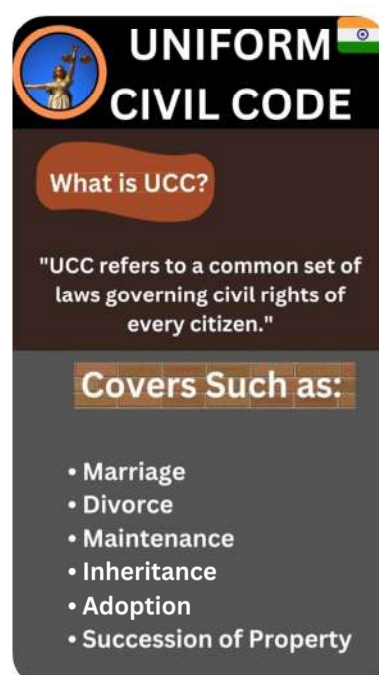 UNIFORM
CIVIL CODE
What is UCC?
"UCC refers to a common set of
laws governing civil rights of
every citizen."
Covers Such as:
• Marriage
• Divorce
• Maintenance
• Inheritance
• Adoption
• Succession of Property